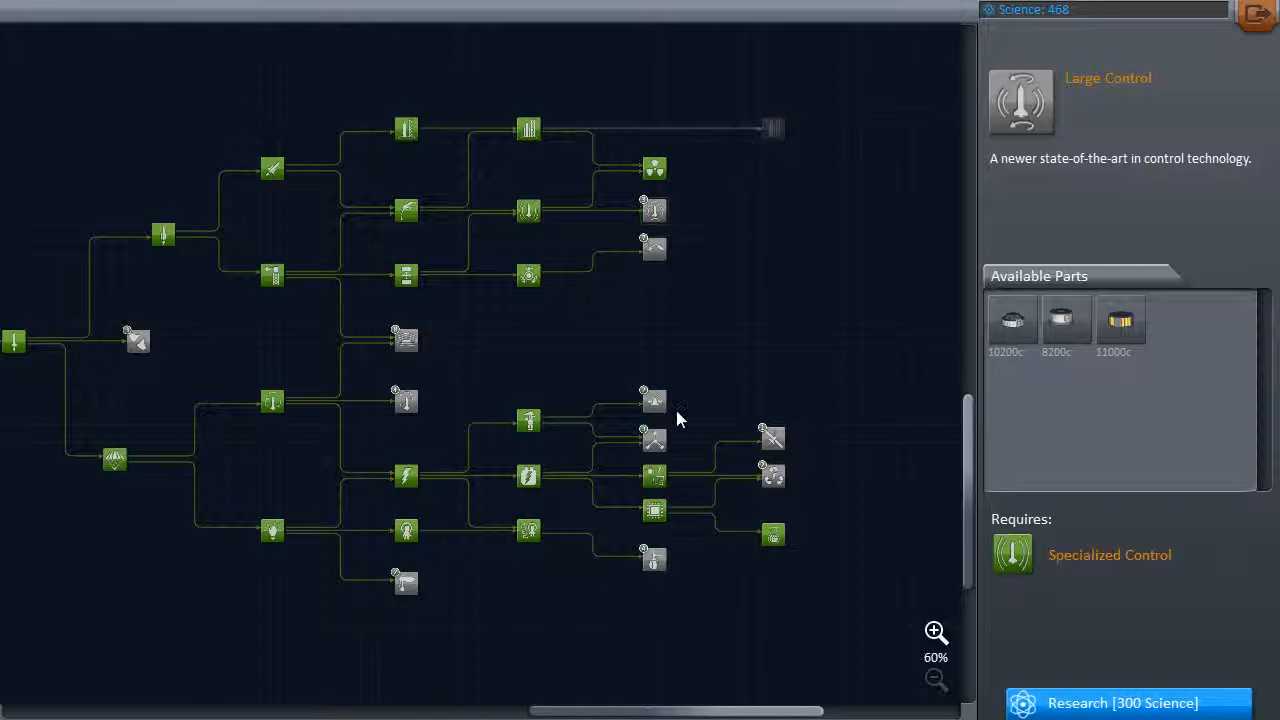 Science: 468
Large Control
A newer state-of-the-art in control technology.
Available Parts
10200c 8200c 11000c
Requires:
Specialized Control
60%
Research [300 Science]